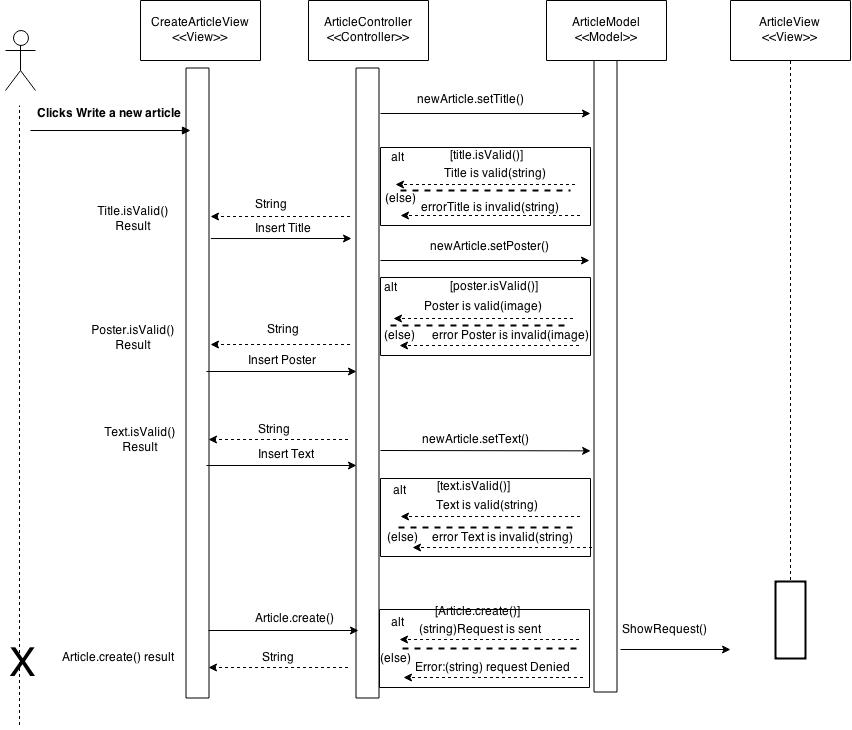 CreateArticleView
<<View>>
ArticleController
<<Controller>>
ArticleModel
<<Model>>
ArticleView
<<View>>
Clicks Write a new article
newArticle.setTitle()
alt
[title.isValid()]
Title is valid(string)
(else)
errorTitle is invalid(string)
Title.isValid()
Result
String
Insert Title
newArticle.setPoster()
alt
[poster.isValid()]
Poster is valid(image)
(else)
error Poster is invalid(image)
Poster.isValid()
Result
String
Insert Poster
Text.isValid()
Result
String
newArticle.setText()
Insert Text
alt
[text.isValid()]
Text is valid(string)
(else)
error Text is invalid(string)
Article.create()
alt
[Article.create()]
(string)Request is sent
ShowRequest()
Article.create() result
String
(else)
Error:(string) request Denied
X